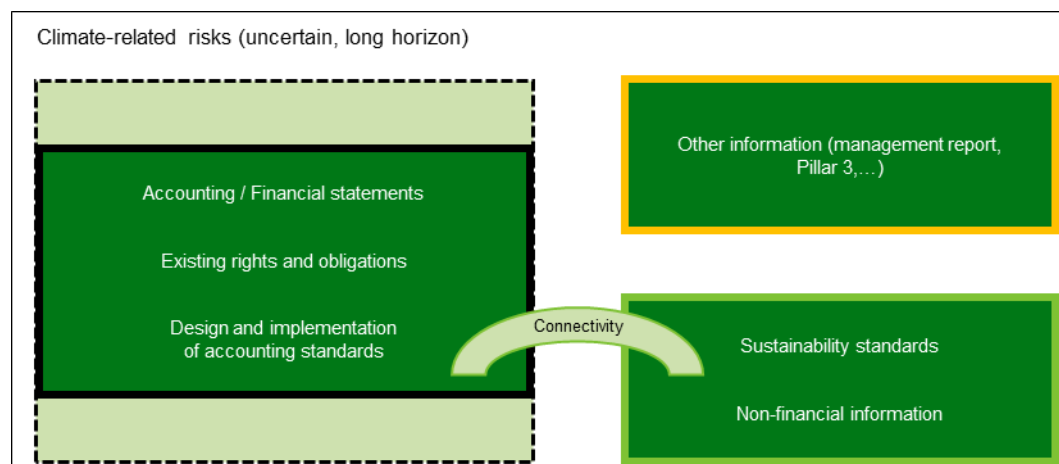 Climate-related risks (uncertain, long horizon)
Accounting / Financial statements
Existing rights and obligations
Design and implementation
of accounting standards
Connectivity
Other information (management report,
Pillar 3,…)
Sustainability standards
Non-financial information